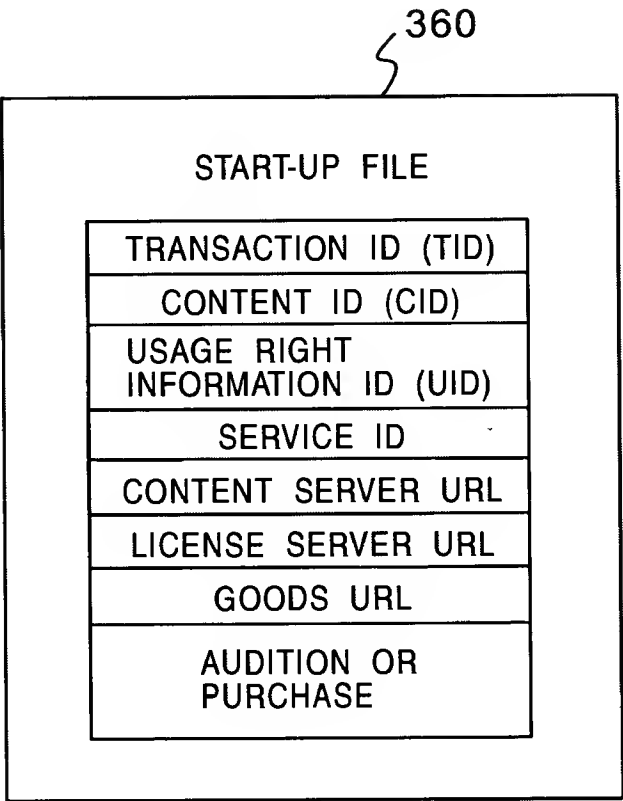 360
START-UP FILE
TRANSACTION ID (TID)
CONTENT ID (CID)
USAGE RIGHT
INFORMATION ID (UID)
SERVICE ID
CONTENT SERVER URL
LICENSE SERVER URL
GOODS URL
AUDITION OR
PURCHASE